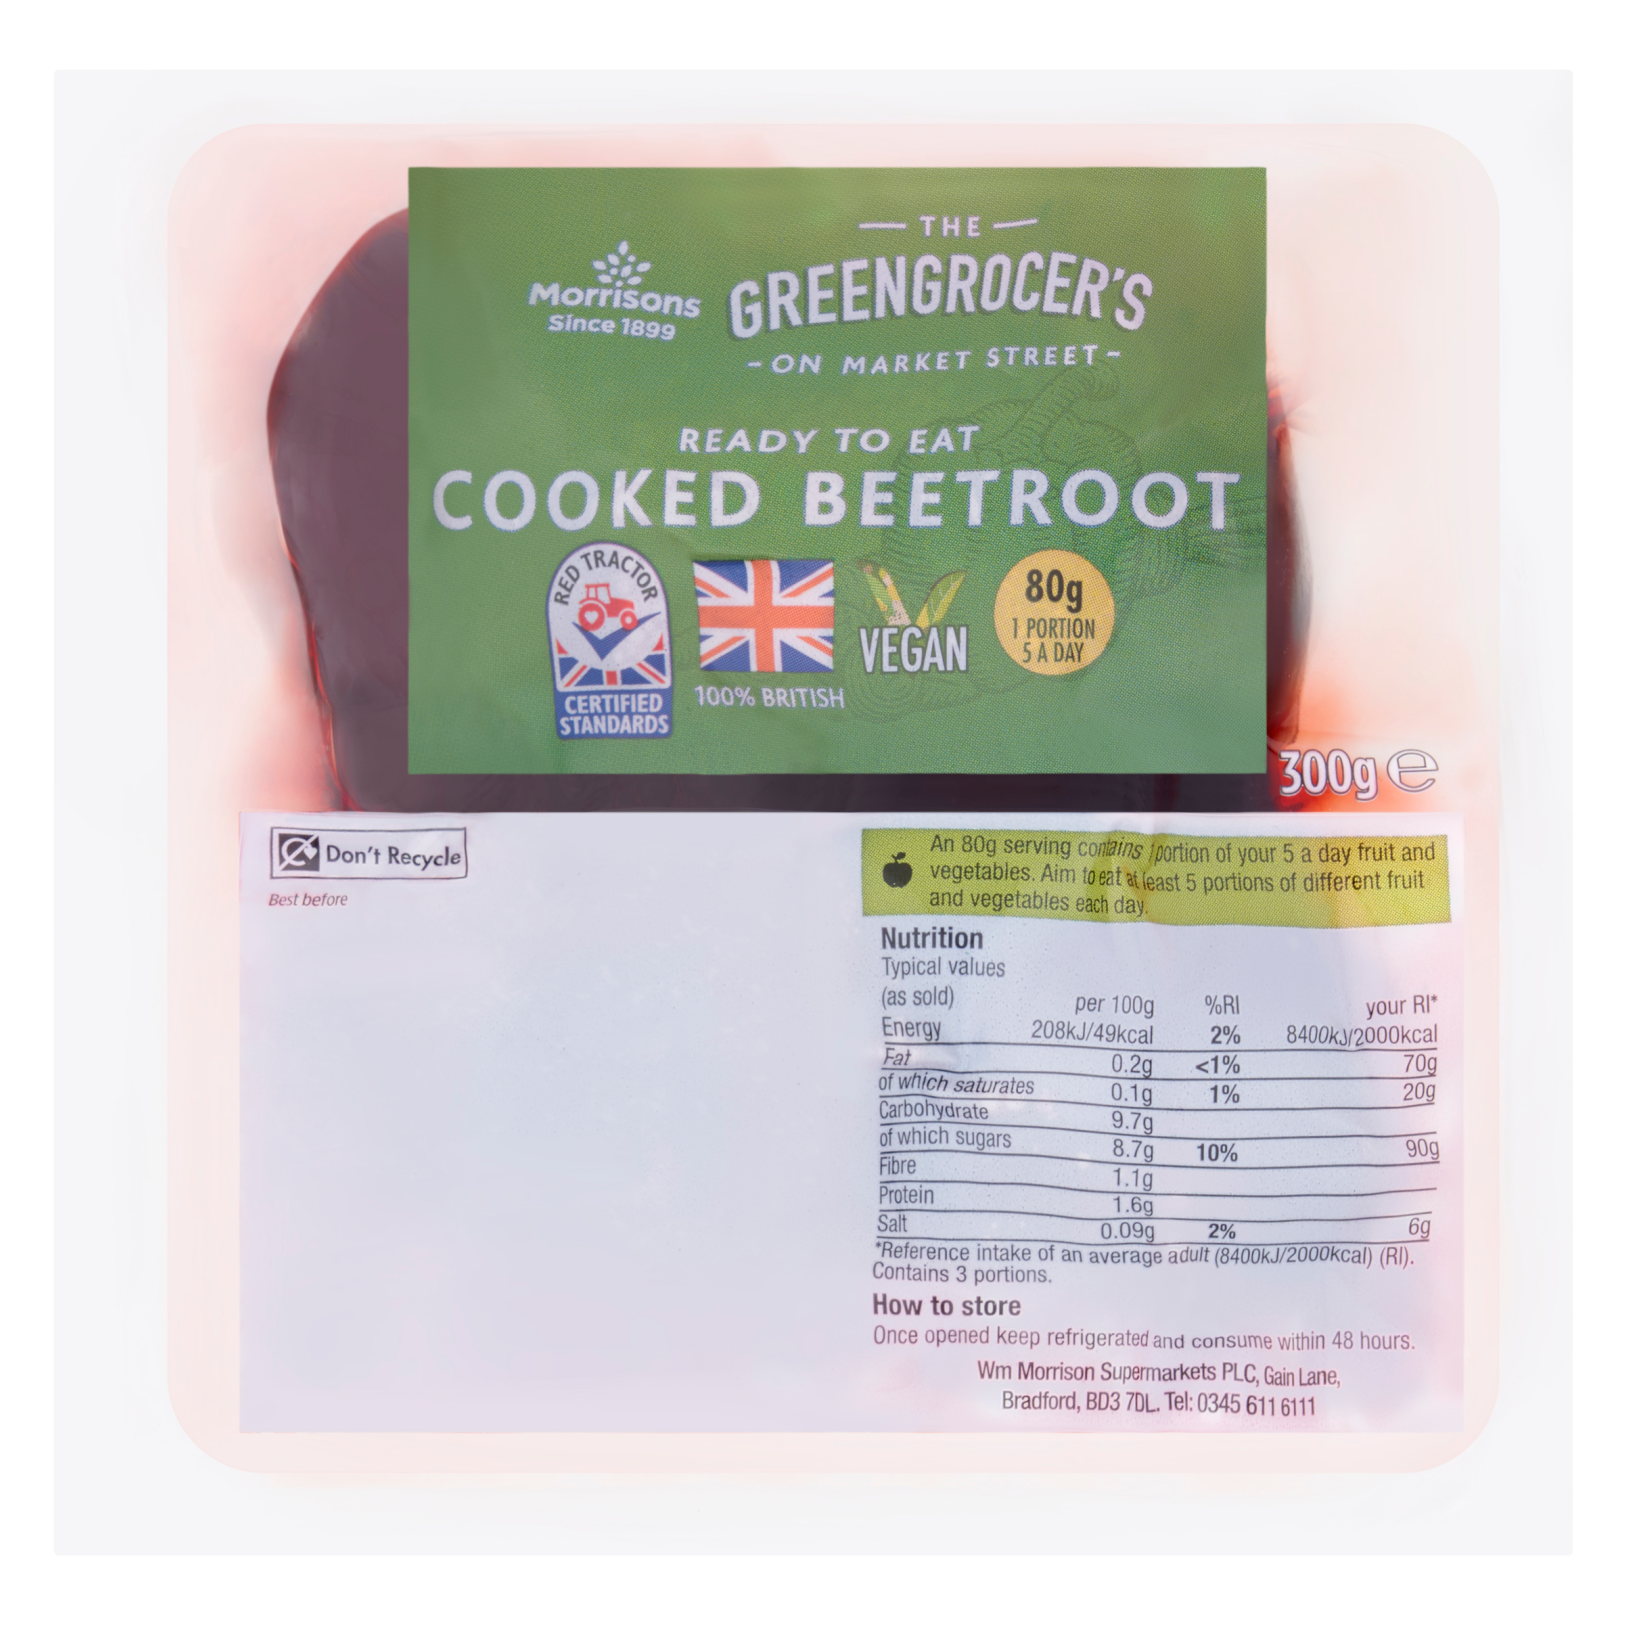 THE
Morrisons
Since 1899
GREENGROCER'S
- ON MARKET STREET -
READY TO EAT
COOKED BEETROOT
RED TRACTOR
CERTIFIED
STANDARDS
100% BRITISH
VEGAN
80g
1 PORTION
5 A DAY
300g e
Don't Recycle
Best before
An 80g serving contains 1 portion of your 5 a day fruit and
vegetables. Aim to eat at least 5 portions of different fruit
and vegetables each day.
Nutrition
Typical values
(as sold) per 100g %RI your RI*
Energy 208kJ/49kcal 2% 8400kJ/2000kcal
Fat 0.2g <1% 70g
of which saturates 0.1g 1% 20g
Carbohydrate 9.7g
of which sugars 8.7g 10% 90g
Fibre 1.1g
Protein 1.6g
Salt 0.09g 2% 6g
*Reference intake of an average adult (8400kJ/2000kcal) (RI).
Contains 3 portions.
How to store
Once opened keep refrigerated and consume within 48 hours.
Wm Morrison Supermarkets PLC, Gain Lane,
Bradford, BD3 7DL. Tel: 0345 611 6111